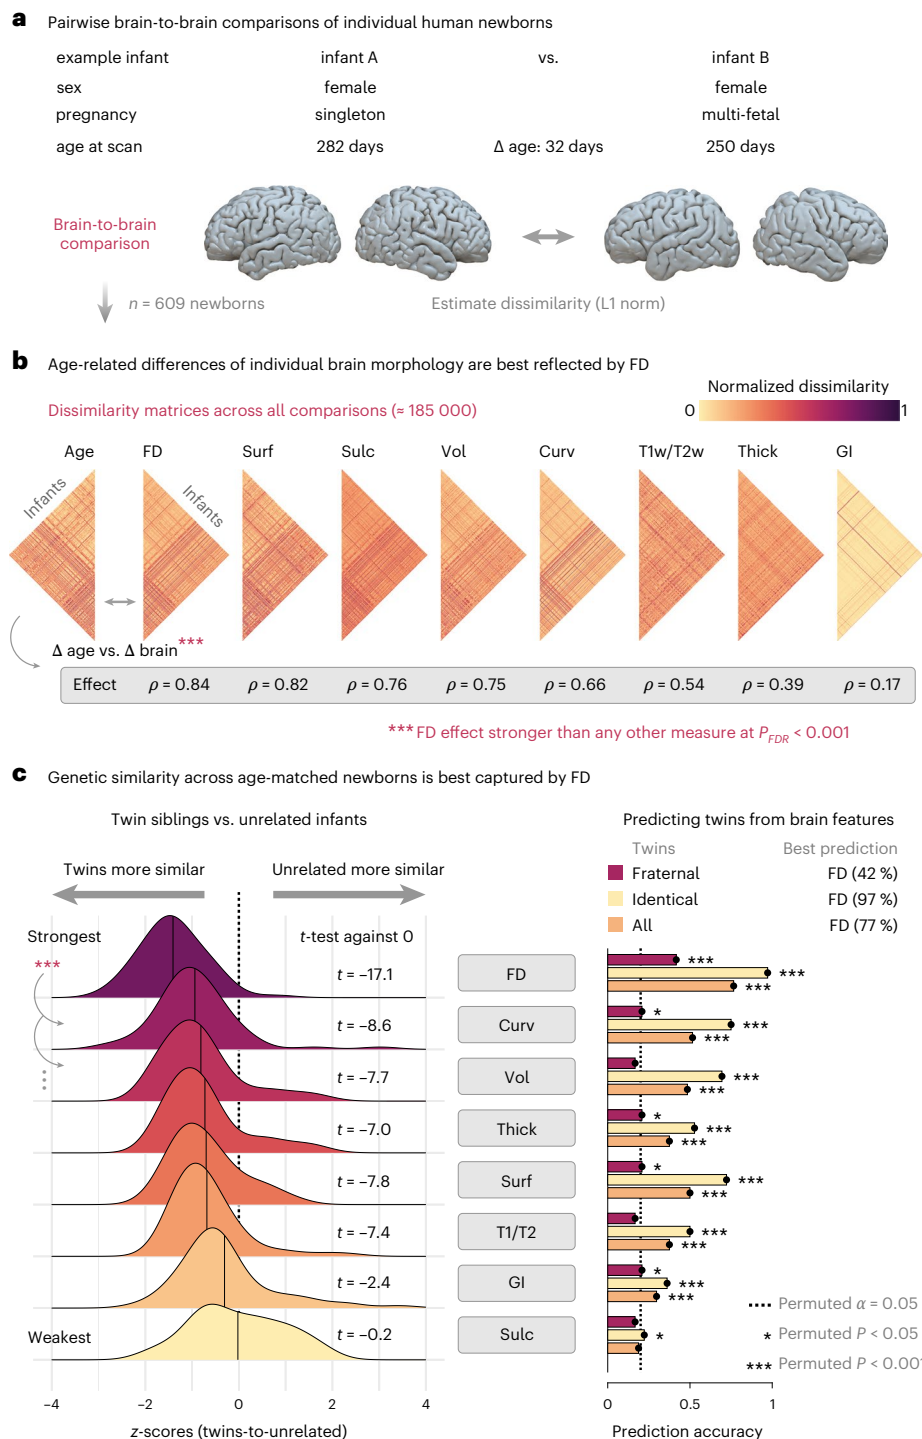 a Pairwise brain-to-brain comparisons of individual human newborns
example infant infant A vs. infant B
sex female female
pregnancy singleton multi-fetal
age at scan 282 days Δ age: 32 days 250 days
Brain-to-brain
comparison
n = 609 newborns Estimate dissimilarity (L1 norm)
b Age-related differences of individual brain morphology are best reflected by FD
Normalized dissimilarity
Dissimilarity matrices across all comparisons (≈ 185 000)
0 1
Age FD Surf Sulc Vol Curv T1w/T2w Thick GI
Infants Infants
Δ age vs. Δ brain***
Effect ρ = 0.84 ρ = 0.82 ρ = 0.76 ρ = 0.75 ρ = 0.66 ρ = 0.54 ρ = 0.39 ρ = 0.17
***FD effect stronger than any other measure at PFDR < 0.001
c Genetic similarity across age-matched newborns is best captured by FD
Twin siblings vs. unrelated infants Predicting twins from brain features
Twins Best prediction
Twins more similar Unrelated more similar Fraternal FD (42 %)
Identical FD (97 %)
All FD (77 %)
Strongest t-test against 0
***
t = −17.1 FD *** *** ***
t = −8.6 Curv * *** ***
t = −7.7 Vol *** ***
t = −7.0 Thick * *** ***
t = −7.8 Surf * *** ***
t = −7.4 T1/T2 *** ***
t = −2.4 GI * *** ***
Permuted α = 0.05
Weakest t = −0.2 Sulc * * Permuted P < 0.05
*** Permuted P < 0.001
−4 −2 0 2 4 0 0.5 1
z-scores (twins-to-unrelated) Prediction accuracy